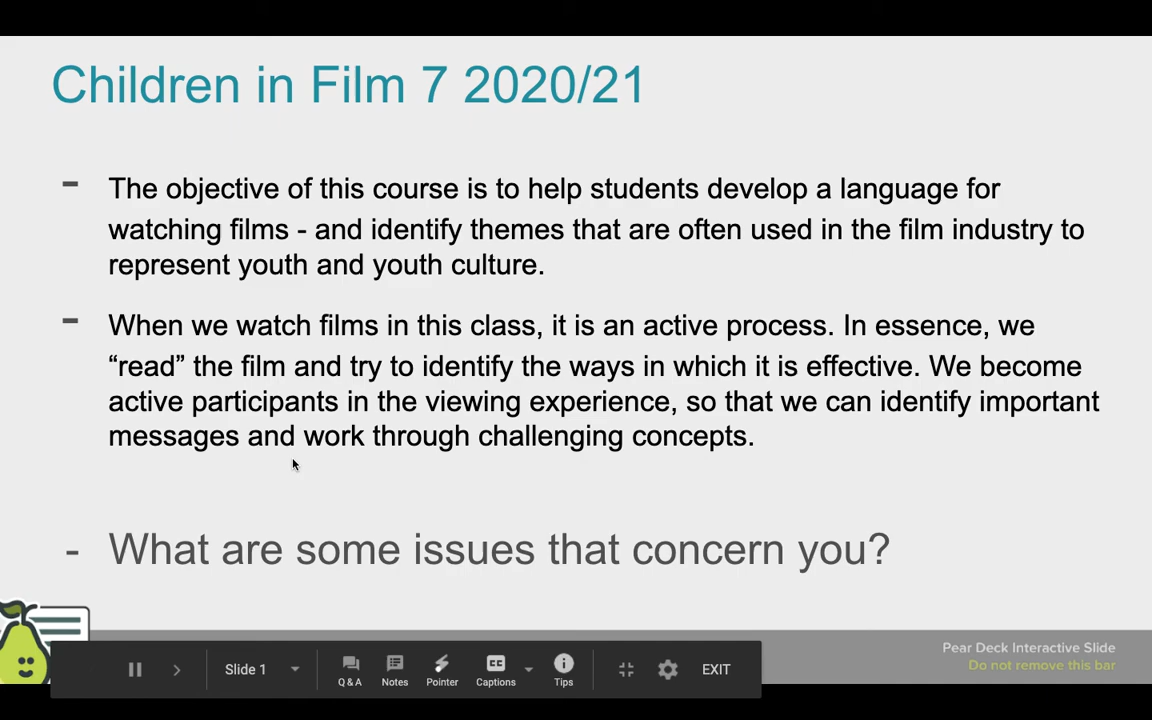 Children in Film 7 2020/21
- The objective of this course is to help students develop a language for
watching films - and identify themes that are often used in the film industry to
represent youth and youth culture.
- When we watch films in this class, it is an active process. In essence, we
“read” the film and try to identify the ways in which it is effective. We become
active participants in the viewing experience, so that we can identify important
messages and work through challenging concepts.
- What are some issues that concern you?
Pear Deck Interactive Slide
Do not remove this bar
Slide 1
Q & A
Notes
Pointer
CC
Captions
Tips
EXIT